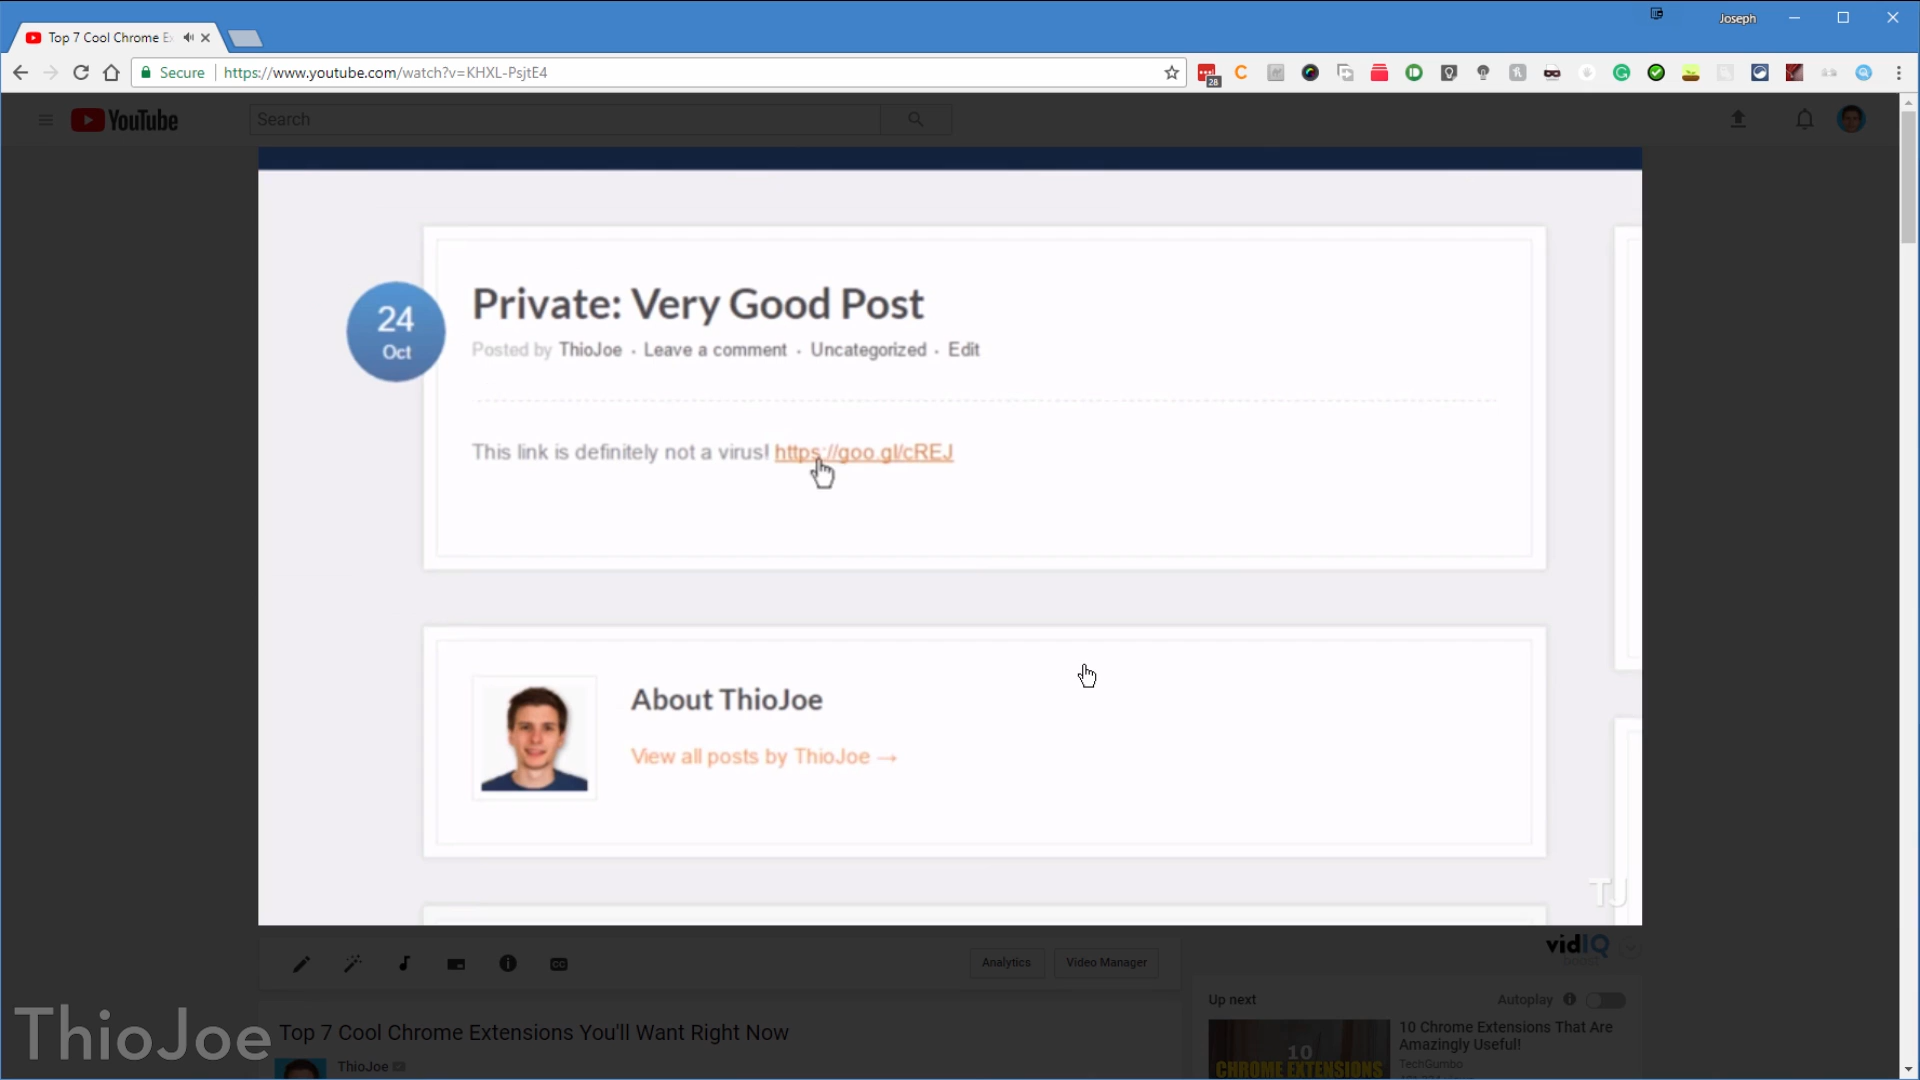 Joseph
Top 7 Cool Chrome E
Secure
https://www.youtube.com/watch?v=KHXL-PsjtE4
28
YouTube
Search
24
Oct
Private: Very Good Post
Posted by ThioJoe · Leave a comment · Uncategorized · Edit
This link is definitely not a virus! https://goo.gl/cREJ
About ThioJoe
View all posts by ThioJoe →
TJ
Analytics
Video Manager
vidIQ
Up next
Autoplay
Top 7 Cool Chrome Extensions You'll Want Right Now
ThioJoe
ThioJoe
10
CHROME EXTENSIONS
10 Chrome Extensions That Are
Amazingly Useful!
TechGumbo